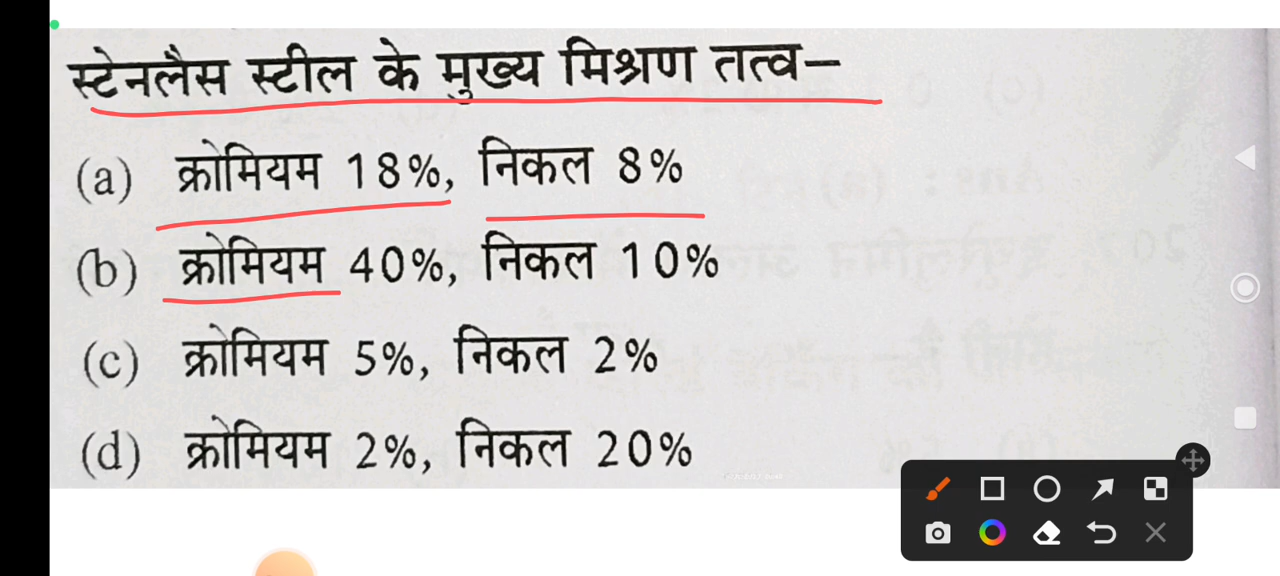 स्टेनलैस स्टील के मुख्य मिश्रण तत्व–
(a) क्रोमियम 18%, निकल 8%
(b) क्रोमियम 40%, निकल 10%
(c) क्रोमियम 5%, निकल 2%
(d) क्रोमियम 2%, निकल 20%